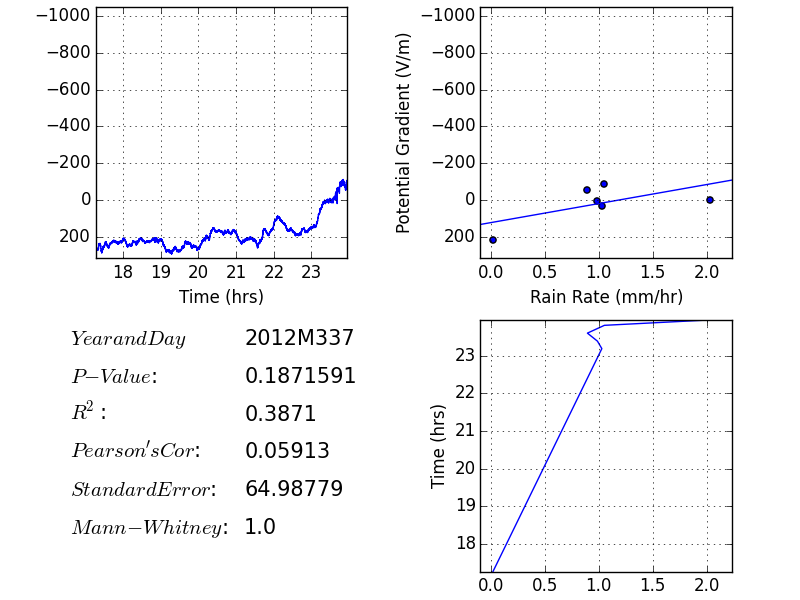 −1000
−800
−600
−400
−200
0
200
18 19 20 21 22 23
Time (hrs)
Potential Gradient (V/m)
−1000
−800
−600
−400
−200
0
200
0.0 0.5 1.0 1.5 2.0
Rain Rate (mm/hr)
YearandDay 2012M337
P−Value: 0.1871591
R²: 0.3871
Pearson'sCor: 0.05913
StandardError: 64.98779
Mann−Whitney: 1.0
Time (hrs)
23
22
21
20
19
18
0.0 0.5 1.0 1.5 2.0